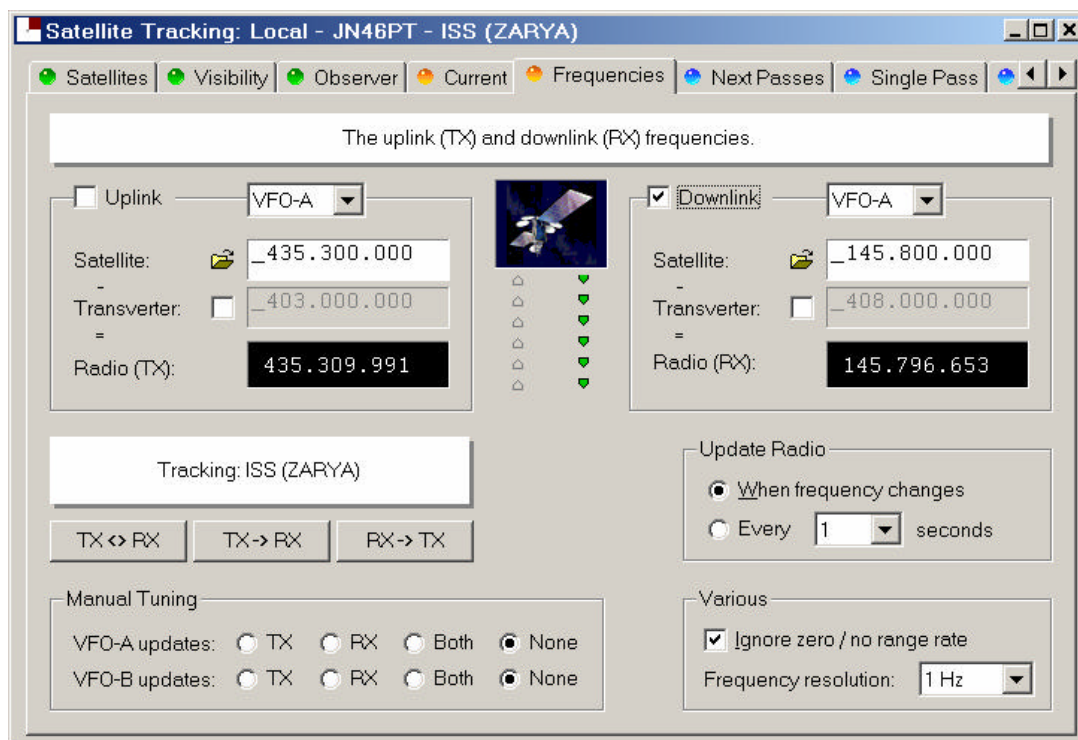 Satellite Tracking: Local - JN46PT - ISS (ZARYA)
Satellites Visibility Observer Current Frequencies Next Passes Single Pass
The uplink (TX) and downlink (RX) frequencies.
Uplink VFO-A
Satellite: _435.300.000
-
Transverter: _403.000.000
=
Radio (TX): 435.309.991
Downlink VFO-A
Satellite: _145.800.000
-
Transverter: _408.000.000
=
Radio (RX): 145.796.653
Tracking: ISS (ZARYA)
TX <> RX TX -> RX RX -> TX
Update Radio
When frequency changes
Every 1 seconds
Manual Tuning
VFO-A updates: TX RX Both None
VFO-B updates: TX RX Both None
Various
Ignore zero / no range rate
Frequency resolution: 1 Hz